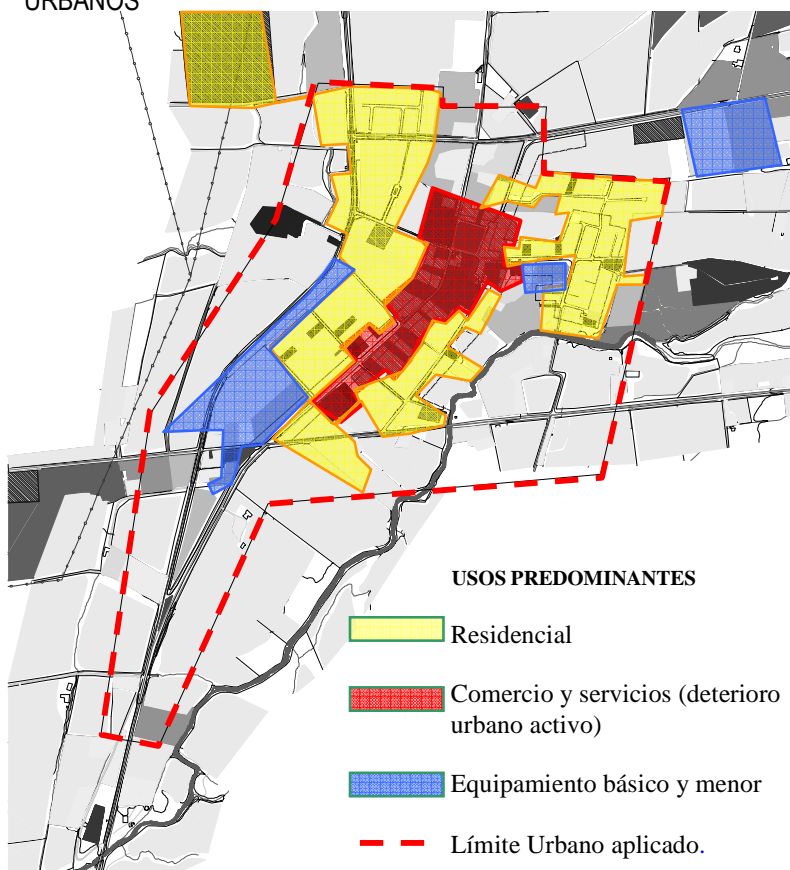 URBANOS
USOS PREDOMINANTES
Residencial
Comercio y servicios (deterioro
urbano activo)
Equipamiento básico y menor
Límite Urbano aplicado.